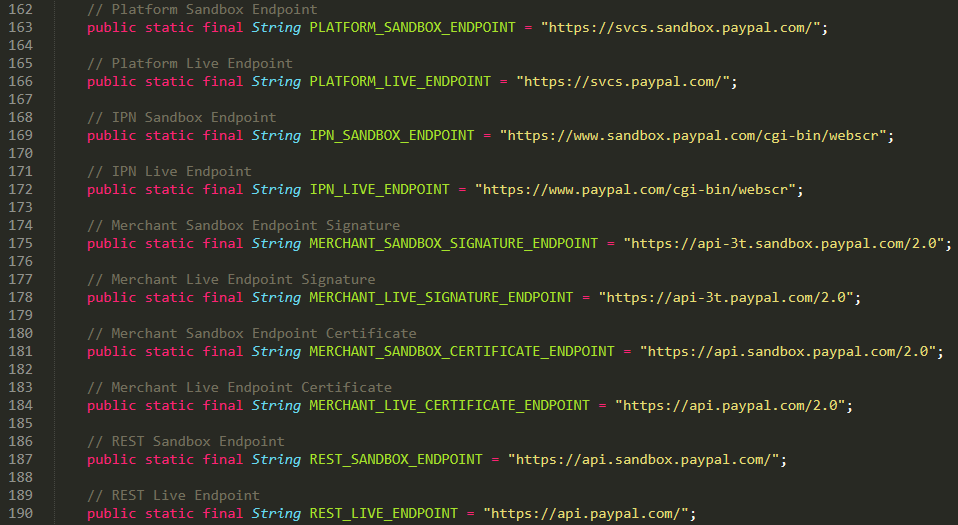 162 // Platform Sandbox Endpoint
163 public static final String PLATFORM_SANDBOX_ENDPOINT = "https://svcs.sandbox.paypal.com/";
164
165 // Platform Live Endpoint
166 public static final String PLATFORM_LIVE_ENDPOINT = "https://svcs.paypal.com/";
167
168 // IPN Sandbox Endpoint
169 public static final String IPN_SANDBOX_ENDPOINT = "https://www.sandbox.paypal.com/cgi-bin/webscr";
170
171 // IPN Live Endpoint
172 public static final String IPN_LIVE_ENDPOINT = "https://www.paypal.com/cgi-bin/webscr";
173
174 // Merchant Sandbox Endpoint Signature
175 public static final String MERCHANT_SANDBOX_SIGNATURE_ENDPOINT = "https://api-3t.sandbox.paypal.com/2.0";
176
177 // Merchant Live Endpoint Signature
178 public static final String MERCHANT_LIVE_SIGNATURE_ENDPOINT = "https://api-3t.paypal.com/2.0";
179
180 // Merchant Sandbox Endpoint Certificate
181 public static final String MERCHANT_SANDBOX_CERTIFICATE_ENDPOINT = "https://api.sandbox.paypal.com/2.0";
182
183 // Merchant Live Endpoint Certificate
184 public static final String MERCHANT_LIVE_CERTIFICATE_ENDPOINT = "https://api.paypal.com/2.0";
185
186 // REST Sandbox Endpoint
187 public static final String REST_SANDBOX_ENDPOINT = "https://api.sandbox.paypal.com/";
188
189 // REST Live Endpoint
190 public static final String REST_LIVE_ENDPOINT = "https://api.paypal.com/";